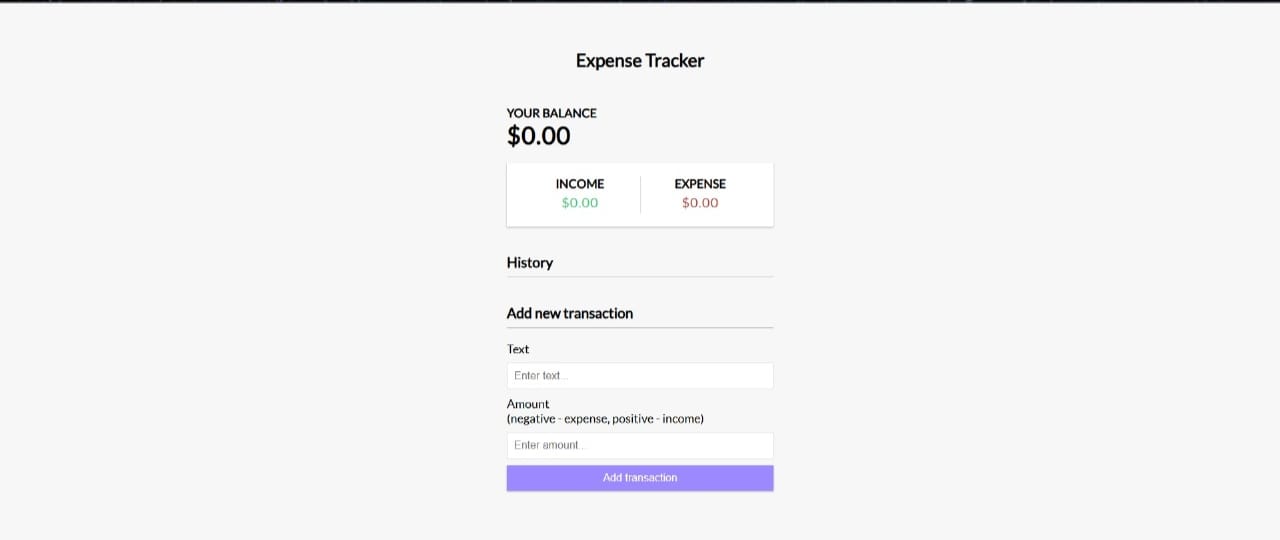 Expense Tracker
YOUR BALANCE
$0.00
INCOME
EXPENSE
$0.00
$0.00
History
Add new transaction
Text
Enter text...
Amount
(negative - expense, positive - income)
Enter amount...
Add transaction